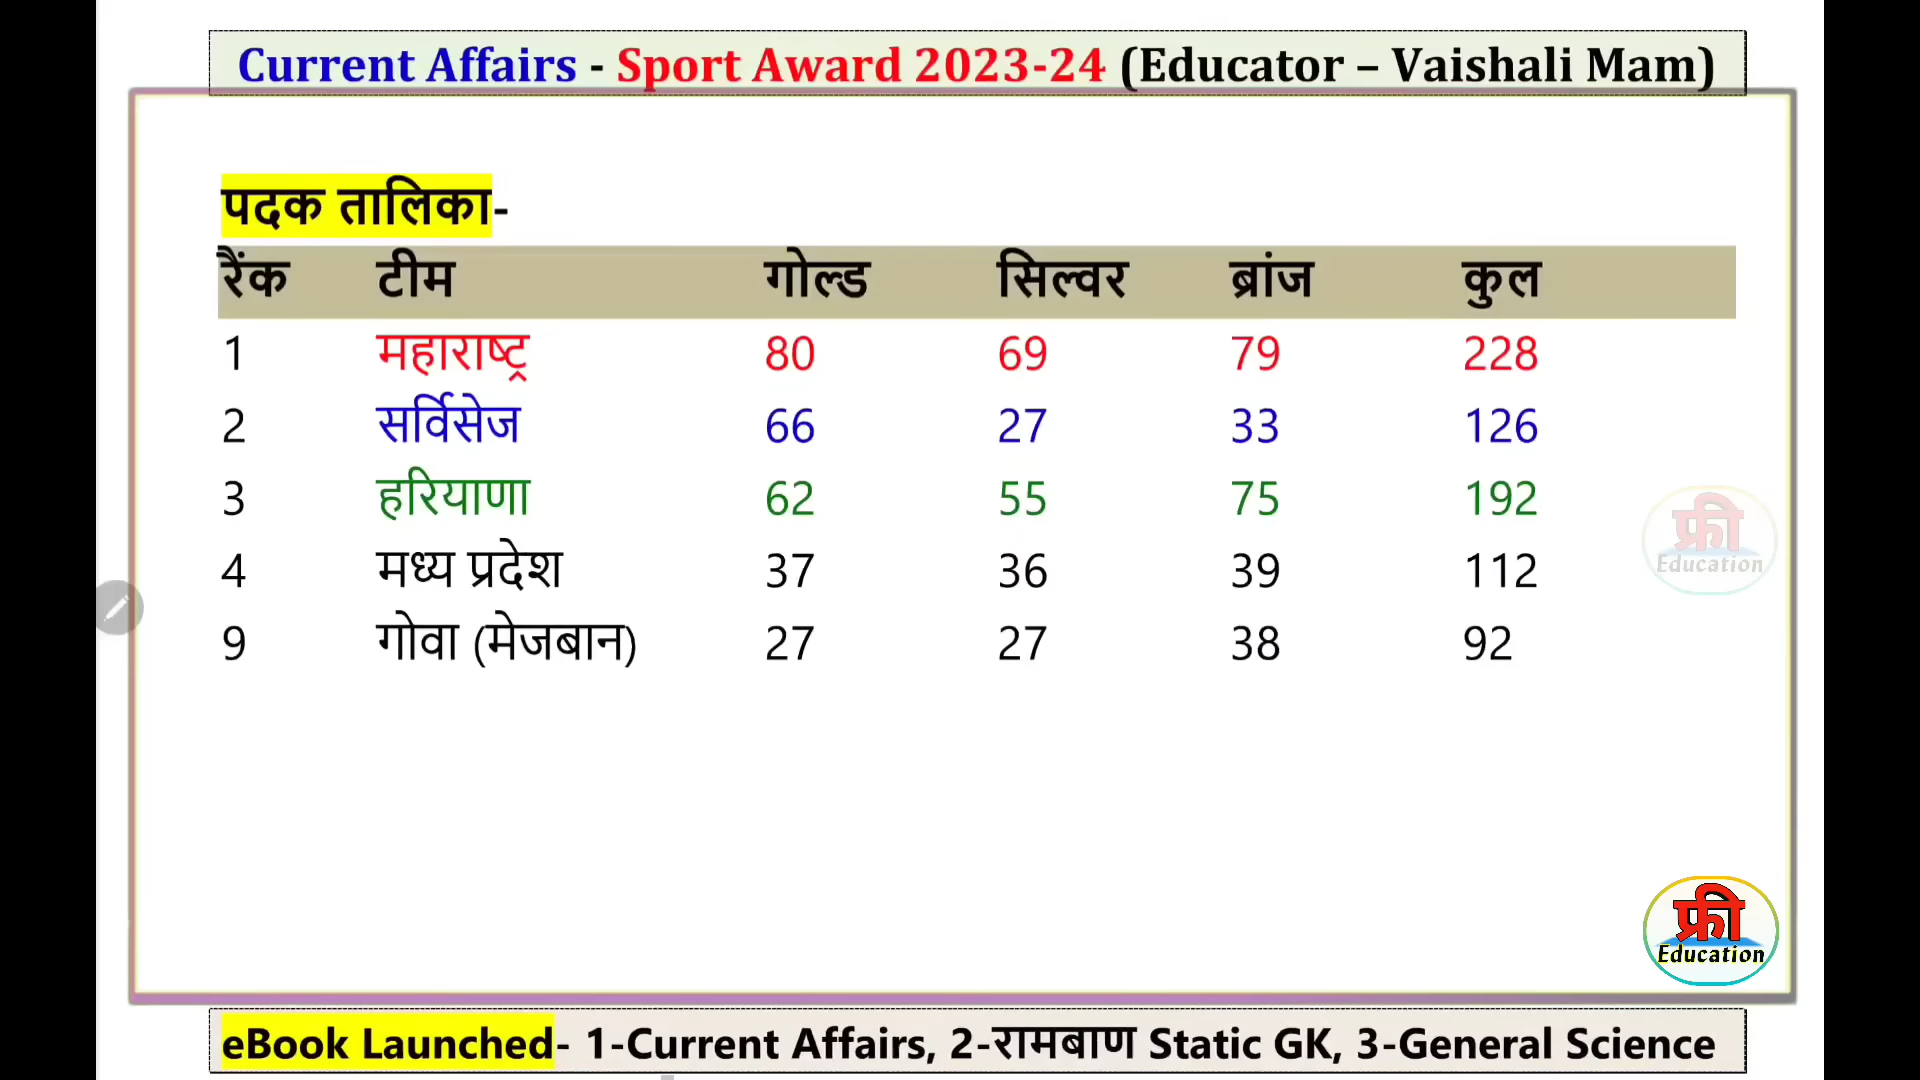 Current Affairs - Sport Award 2023-24 (Educator – Vaishali Mam)
पदक तालिका-
रैंक टीम गोल्ड सिल्वर ब्रांज कुल
1 महाराष्ट्र 80 69 79 228
2 सर्विसेज 66 27 33 126
3 हरियाणा 62 55 75 192
4 मध्य प्रदेश 37 36 39 112
9 गोवा (मेजबान) 27 27 38 92
फ्री
Education
फ्री
Education
eBook Launched- 1-Current Affairs, 2-रामबाण Static GK, 3-General Science